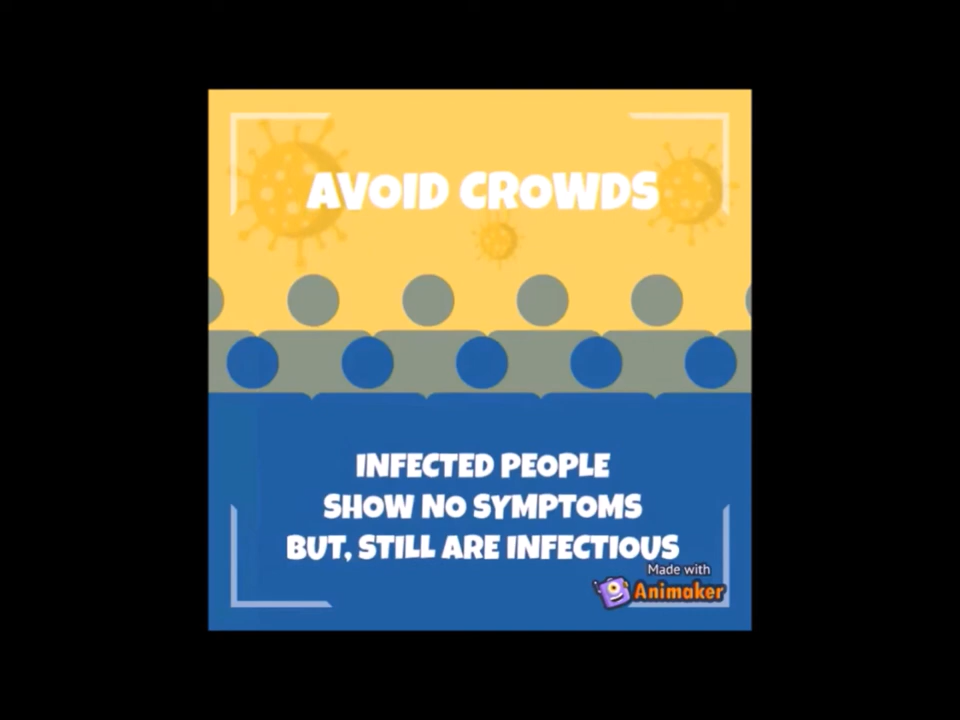 AVOID CROWDS
INFECTED PEOPLE
SHOW NO SYMPTOMS
BUT, STILL ARE INFECTIOUS
Made with
Animaker